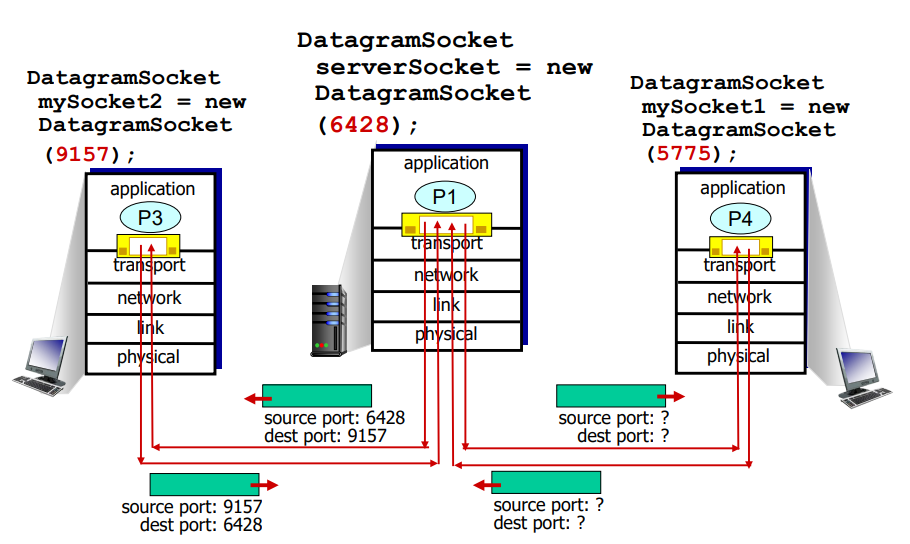 DatagramSocket
mySocket2 = new
DatagramSocket
(9157);
DatagramSocket
serverSocket = new
DatagramSocket
(6428);
DatagramSocket
mySocket1 = new
DatagramSocket
(5775);
application
P3
transport
network
link
physical
application
P1
transport
network
link
physical
application
P4
transport
network
link
physical
source port: 6428
dest port: 9157
source port: 9157
dest port: 6428
source port: ?
dest port: ?
source port: ?
dest port: ?